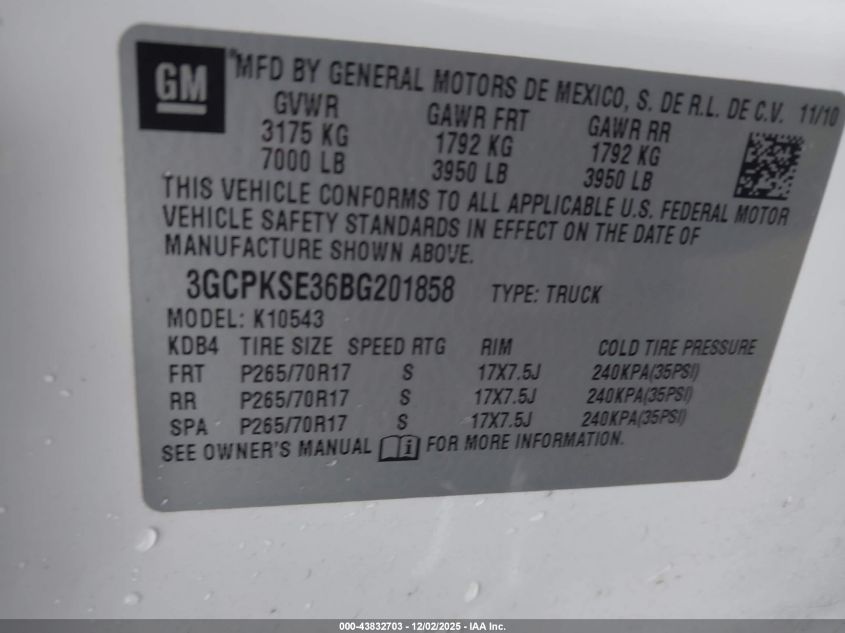 GM
MFD BY GENERAL MOTORS DE MEXICO, S. DE R.L. DE C.V. 11/10
GVWR GAWR FRT GAWR RR
3175 KG 1792 KG 1792 KG
7000 LB 3950 LB 3950 LB
THIS VEHICLE CONFORMS TO ALL APPLICABLE U.S. FEDERAL MOTOR
VEHICLE SAFETY STANDARDS IN EFFECT ON THE DATE OF
MANUFACTURE SHOWN ABOVE.
3GCPKSE36BG201858 TYPE: TRUCK
MODEL: K10543
KDB4 TIRE SIZE SPEED RTG RIM COLD TIRE PRESSURE
FRT P265/70R17 S 17X7.5J 240KPA(35PSI)
RR P265/70R17 S 17X7.5J 240KPA(35PSI)
SPA P265/70R17 S 17X7.5J 240KPA(35PSI)
SEE OWNER'S MANUAL i FOR MORE INFORMATION.
000-43832703 - 12/02/2025 - IAA Inc.